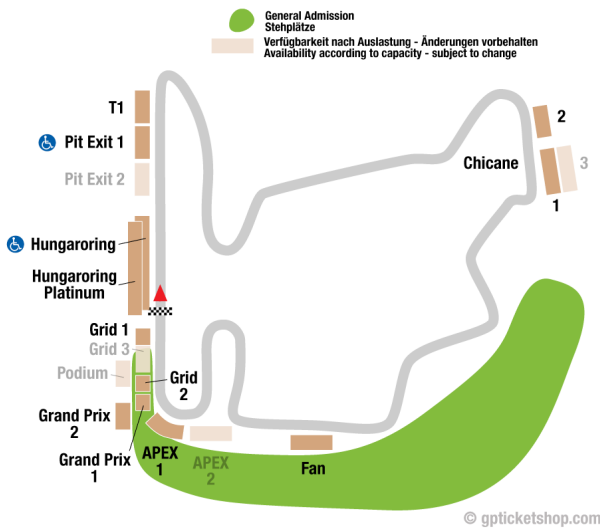 General Admission
Stehplätze
Verfügbarkeit nach Auslastung - Änderungen vorbehalten
Availability according to capacity - subject to change
T1
Pit Exit 1
Pit Exit 2
Hungaroring
Hungaroring
Platinum
Grid 1
Grid 3
Podium
Grid
2
Grand Prix
2
Grand Prix
1
APEX
1
APEX
2
Fan
Chicane
2
3
1
© gpticketshop.com